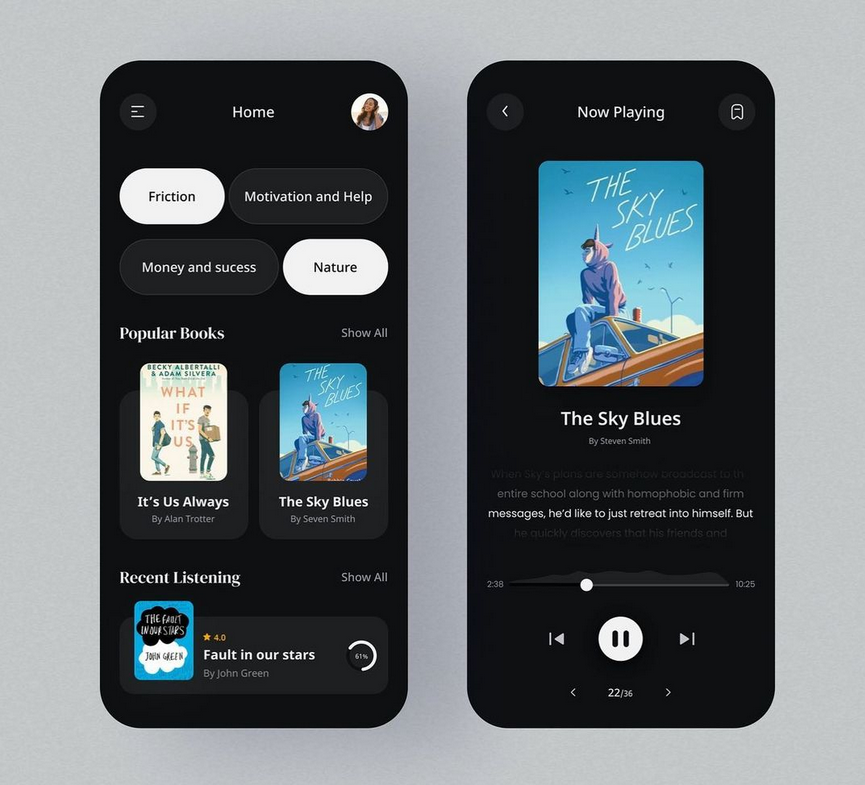 Home
Friction
Motivation and Help
Money and sucess
Nature
Popular Books
Show All
BECKY ALBERTALLI
& ADAM SILVERA
WHAT
IF
IT'S
US
THE
SKY
BLUES
It's Us Always
By Alan Trotter
The Sky Blues
By Seven Smith
Recent Listening
Show All
THE FAULT
IN OUR STARS
JOHN GREEN
4.0
Fault in our stars
By John Green
61%
Now Playing
THE
SKY
BLUES
The Sky Blues
By Steven Smith
When Sky's plans are somehow broadcast to th
entire school along with homophobic and firm
messages, he'd like to just retreat into himself. But
he quickly discovers that his friends and
2:38
10:25
22/36